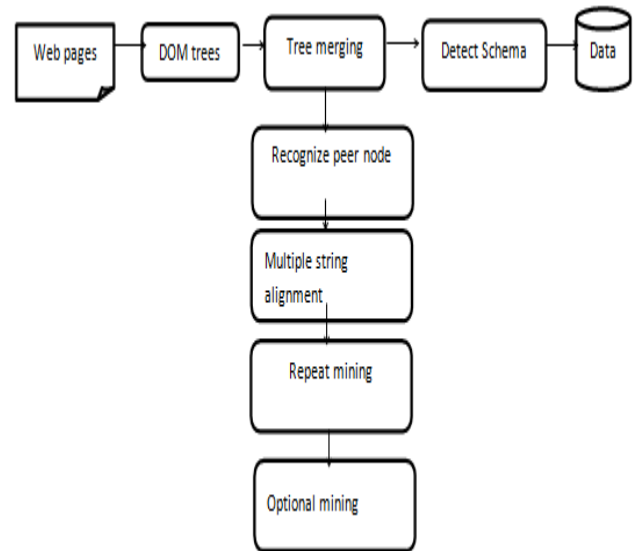 Web pages
DOM trees
Tree merging
Detect Schema
Data
Recognize peer node
Multiple string
alignment
Repeat mining
Optional mining